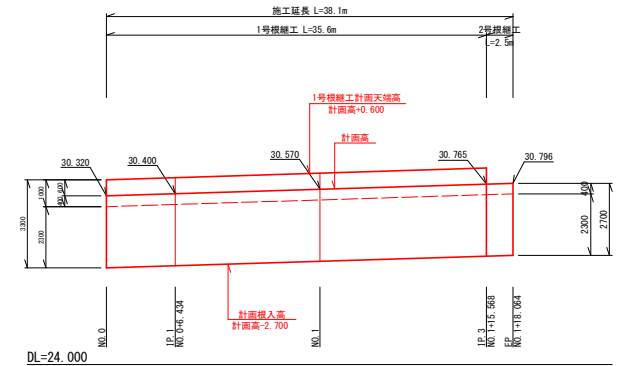 施工延長 L=38.1m
1号根継工 L=35.6m
2号根継工
L=2.5m
1号根継工計画天端高
計画高+0.600
計画高
30.320
30.400
30.570
30.765
30.796
3300
1000
2300
600
400
400
2300
2700
計画根入高
計画高-2.700
NO.0
IP.1
NO.0+6.434
NO.1
IP.3
NO.1+15.568
EP
NO.1+18.064
DL=24.000